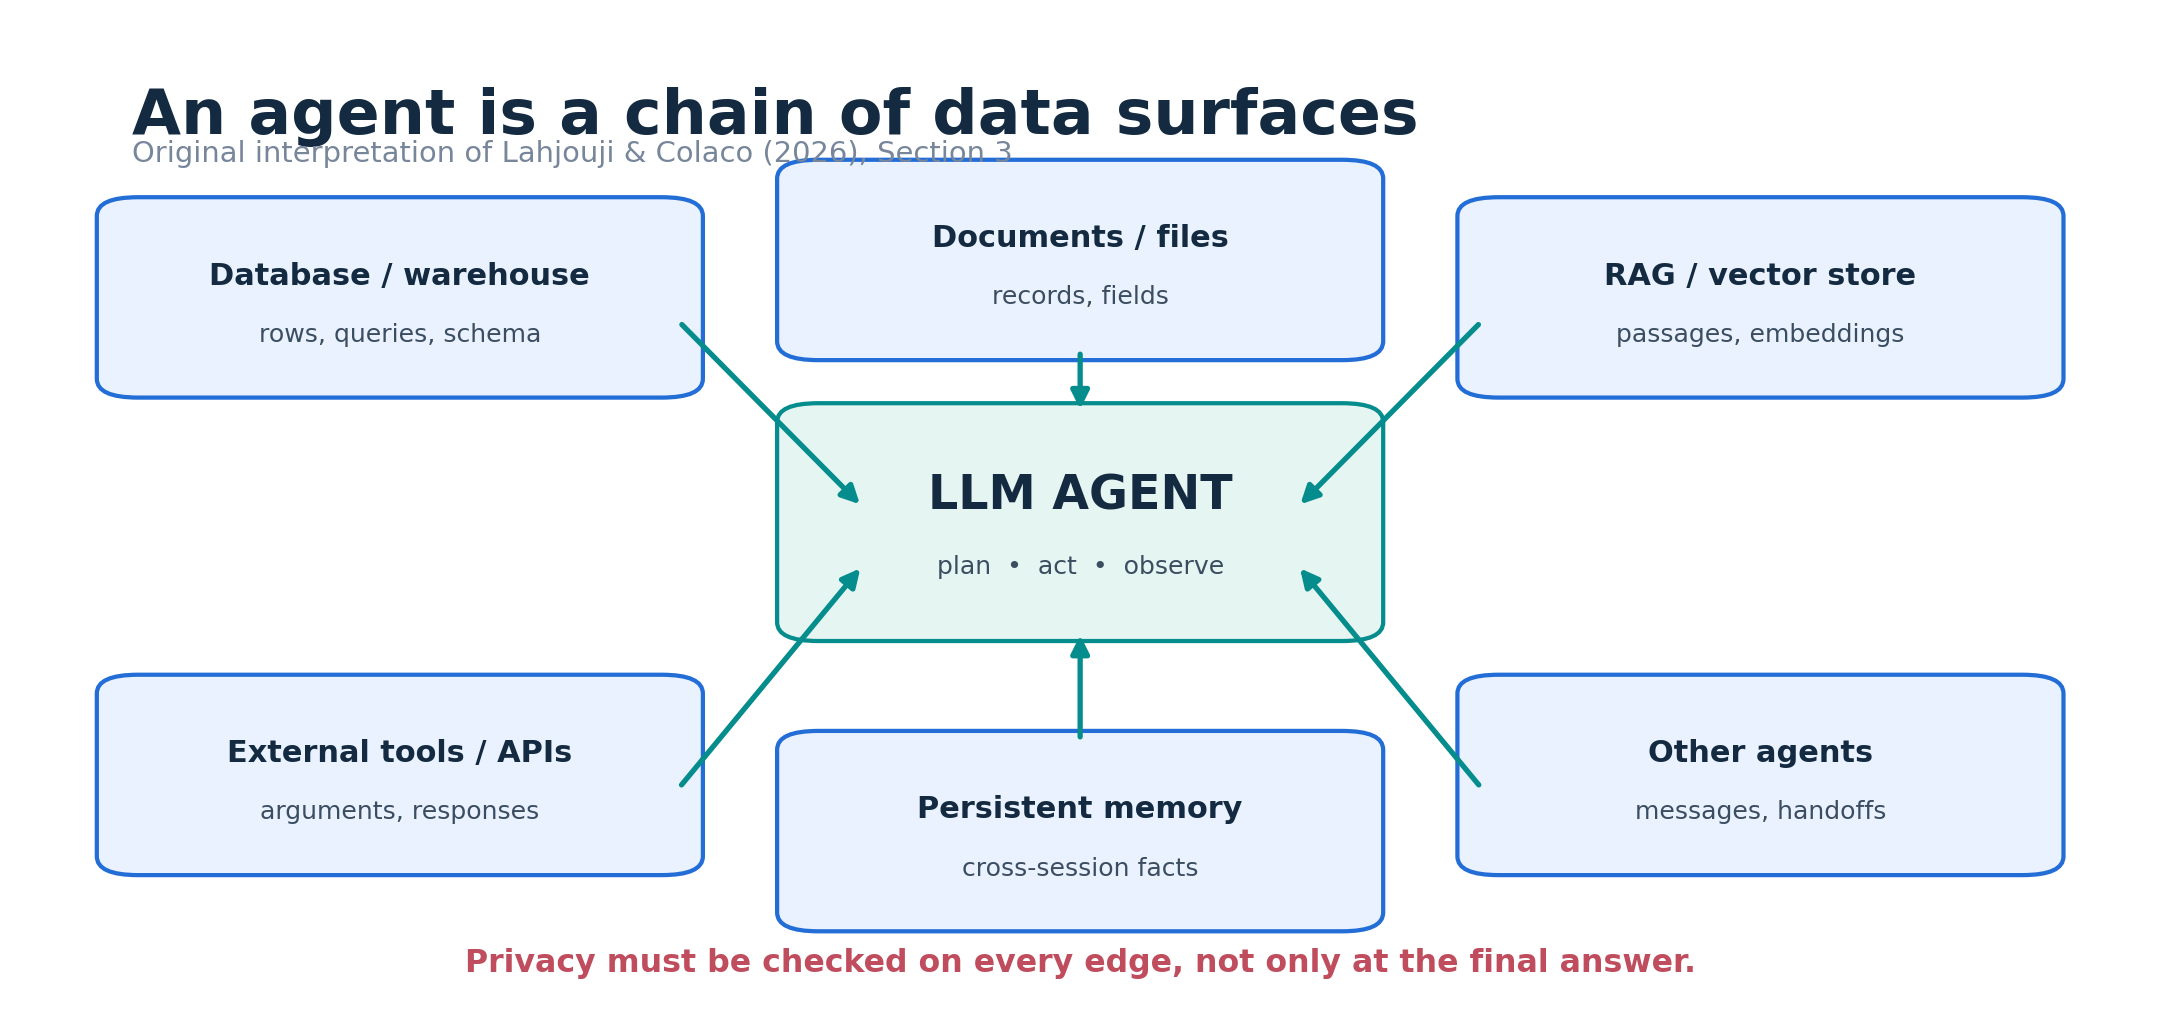 An agent is a chain of data surfaces
Original interpretation of Lahjouji & Colaco (2026), Section 3
Database / warehouse
rows, queries, schema
Documents / files
records, fields
RAG / vector store
passages, embeddings
LLM AGENT
plan • act • observe
External tools / APIs
arguments, responses
Persistent memory
cross-session facts
Other agents
messages, handoffs
Privacy must be checked on every edge, not only at the final answer.